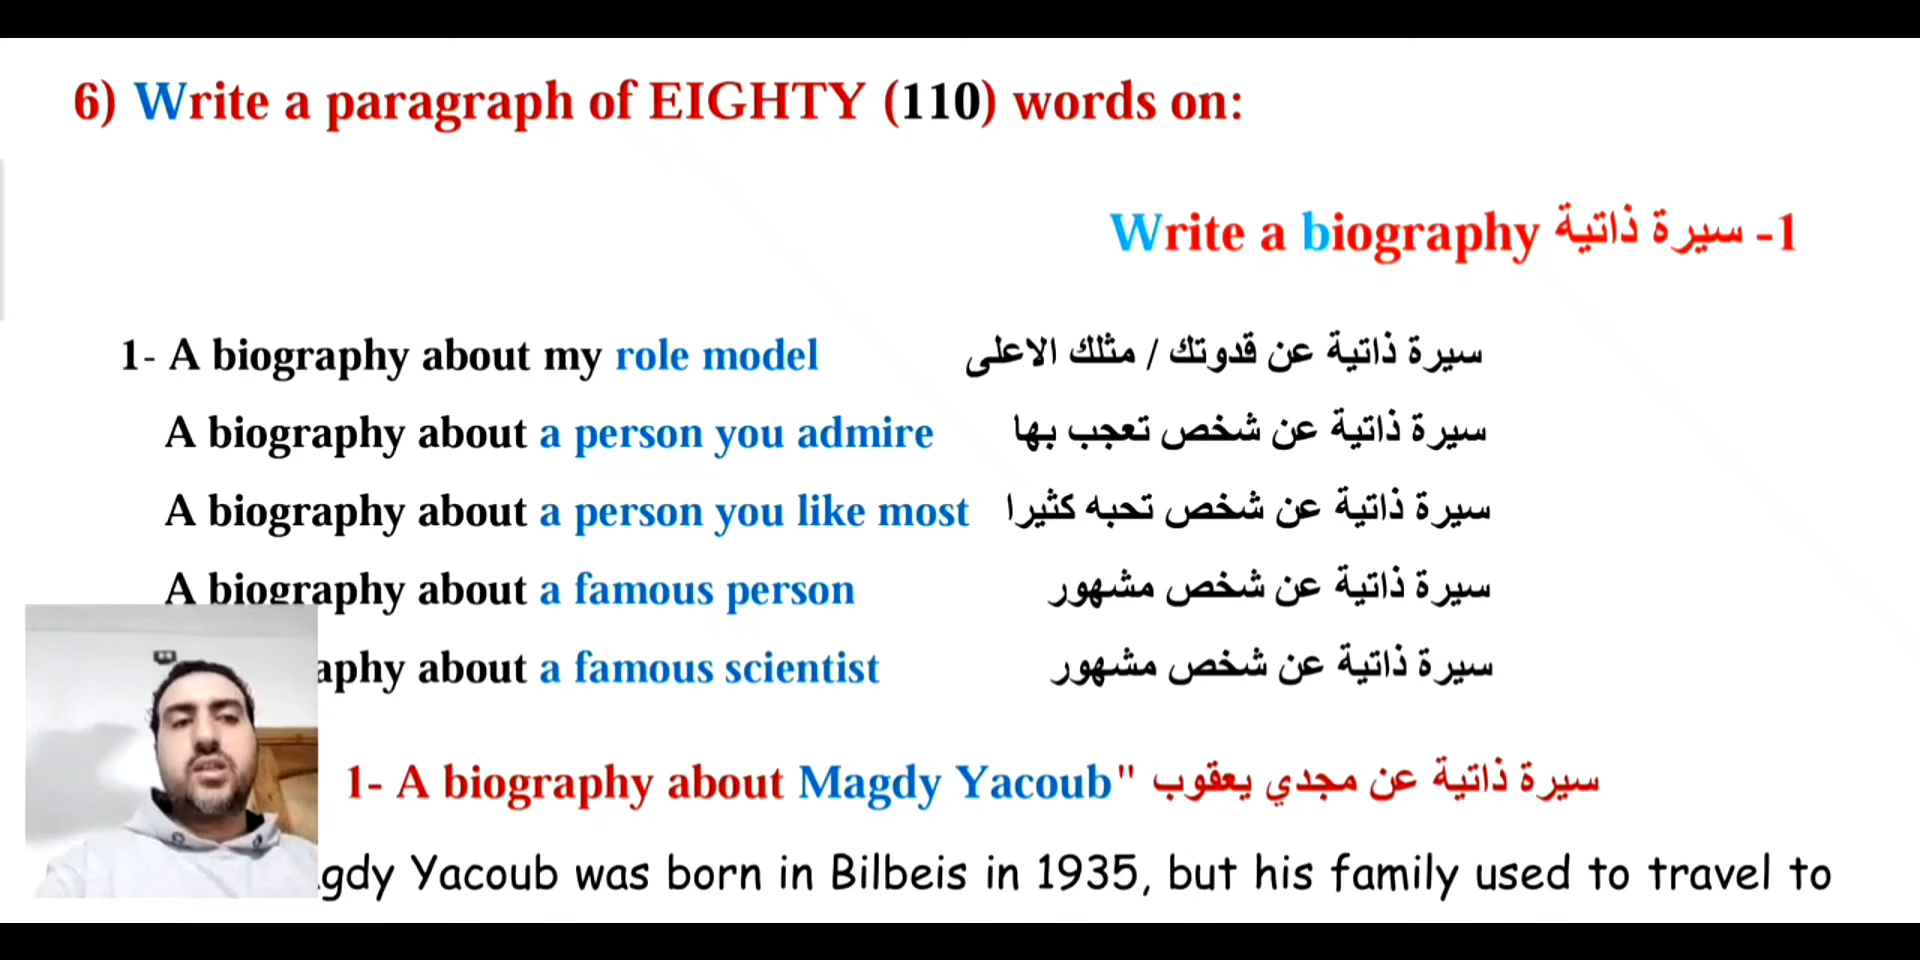 6) Write a paragraph of EIGHTY (110) words on:
1- سيرة ذاتية Write a biography
1- A biography about my role model سيرة ذاتية عن قدوتك / مثلك الاعلى
A biography about a person you admire سيرة ذاتية عن شخص تعجب بها
A biography about a person you like most سيرة ذاتية عن شخص تحبه كثيرا
A biography about a famous person سيرة ذاتية عن شخص مشهور
aphy about a famous scientist سيرة ذاتية عن شخص مشهور
1- A biography about Magdy Yacoub" سيرة ذاتية عن مجدي يعقوب
gdy Yacoub was born in Bilbeis in 1935, but his family used to travel to